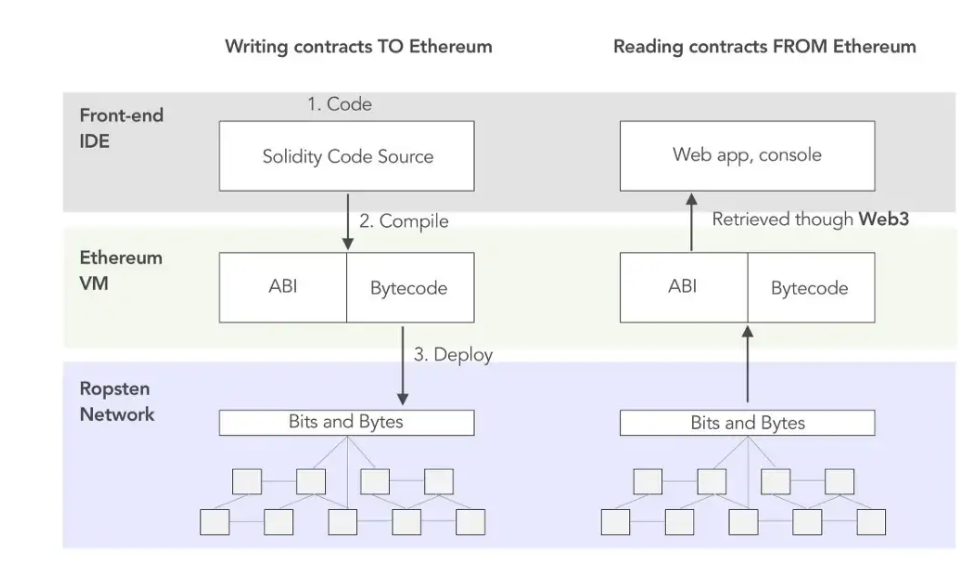 Writing contracts TO Ethereum
Reading contracts FROM Ethereum
Front-end
IDE
1. Code
Solidity Code Source
Web app, console
2. Compile
Retrieved though Web3
Ethereum
VM
ABI
Bytecode
ABI
Bytecode
3. Deploy
Ropsten
Network
Bits and Bytes
Bits and Bytes